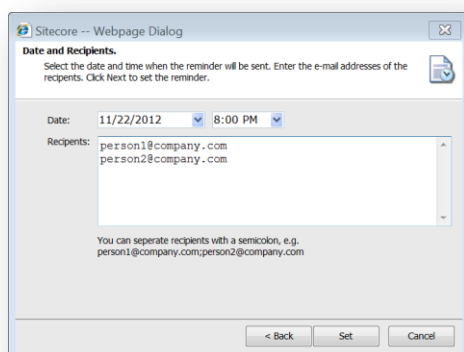 Sitecore -- Webpage Dialog
Date and Recipients.
Select the date and time when the reminder will be sent. Enter the e-mail addresses of the
recipents. Click Next to set the reminder.
Date: 11/22/2012 8:00 PM
Recipents: person1@company.com
person2@company.com
You can seperate recipients with a semicolon, e.g.
person1@company.com;person2@company.com
< Back Set Cancel